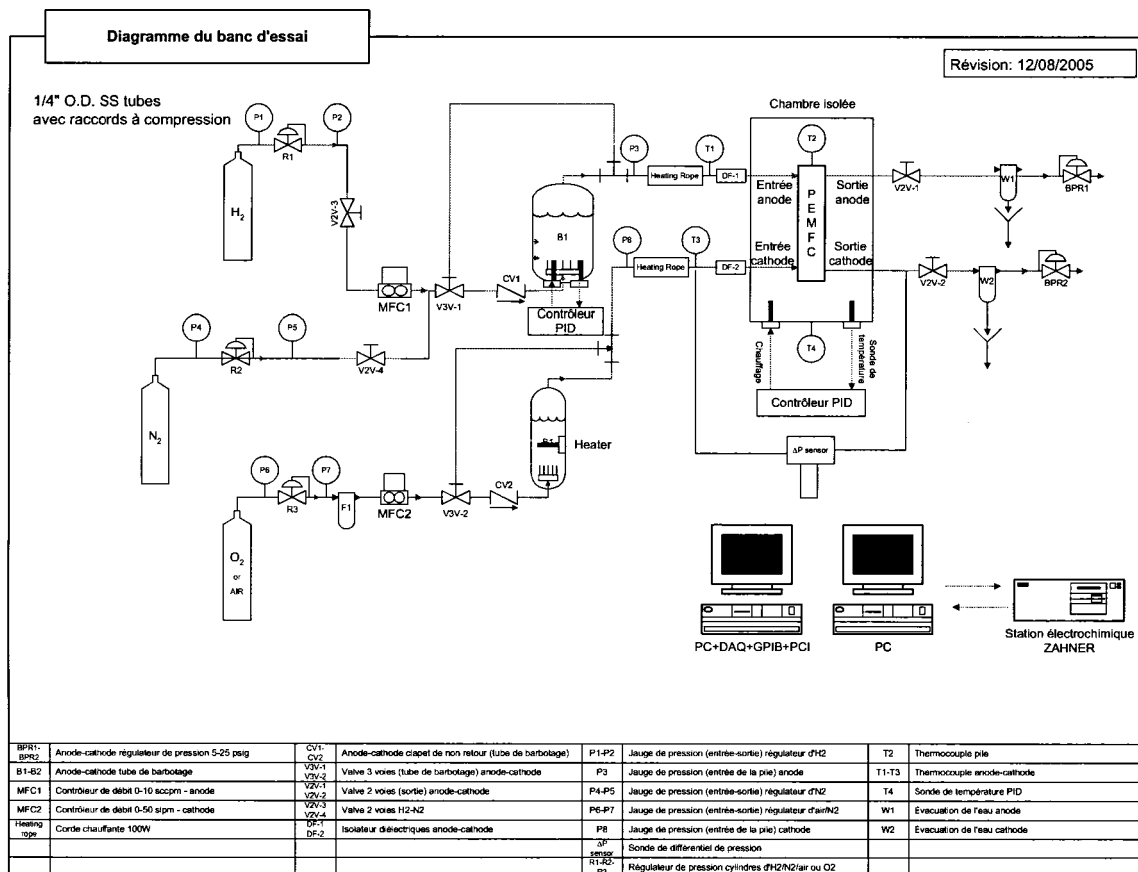 Diagramme du banc d'essai
Révision: 12/08/2005
1/4" O.D. SS tubes
avec raccords à compression
P1
P2
R1
H2
V2V-3
MFC1
V3V-1
CV1
B1
Contrôleur
PID
P3
Heating Rope
T1
DF-1
Chambre isolée
T2
Entrée
anode
Sortie
anode
PEMFC
Entrée
cathode
Sortie
cathode
V2V-1
W1
BPR1
P8
Heating Rope
T3
DF-2
V2V-2
W2
BPR2
T4
Chauffage
Sonde de
température
Contrôleur PID
ΔP sensor
P4
P5
R2
V2V-4
N2
Heater
P6
P7
R3
F1
MFC2
V3V-2
CV2
O2
or
AIR
PC+DAQ+GPIB+PCI
PC
Station électrochimique
ZAHNER
BPR1-BPR2 Anode-cathode régulateur de pression 5-25 psig CV1-CV2 Anode-cathode clapet de non retour (tube de barbotage) P1-P2 Jauge de pression (entrée-sortie) régulateur d'H2 T2 Thermocouple pile
B1-B2 Anode-cathode tube de barbotage V3V-1 V3V-2 Valve 3 voies (tube de barbotage) anode-cathode P3 Jauge de pression (entrée de la pile) anode T1-T3 Thermocouple anode-cathode
MFC1 Contrôleur de débit 0-10 sccpm - anode V2V-1 V2V-2 Valve 2 voies (sortie) anode-cathode P4-P5 Jauge de pression (entrée-sortie) régulateur d'N2 T4 Sonde de température PID
MFC2 Contrôleur de débit 0-50 slpm - cathode V2V-3 V2V-4 Valve 2 voies H2-N2 P6-P7 Jauge de pression (entrée-sortie) régulateur d'air/N2 W1 Évacuation de l'eau anode
Heating rope Corde chauffante 100W DF-1 DF-2 Isolateur diélectriques anode-cathode P8 Jauge de pression (entrée de la pile) cathode W2 Évacuation de l'eau cathode
ΔP sensor Sonde de différentiel de pression
R1-R2- Régulateur de pression cylindres d'H2/N2/air ou O2